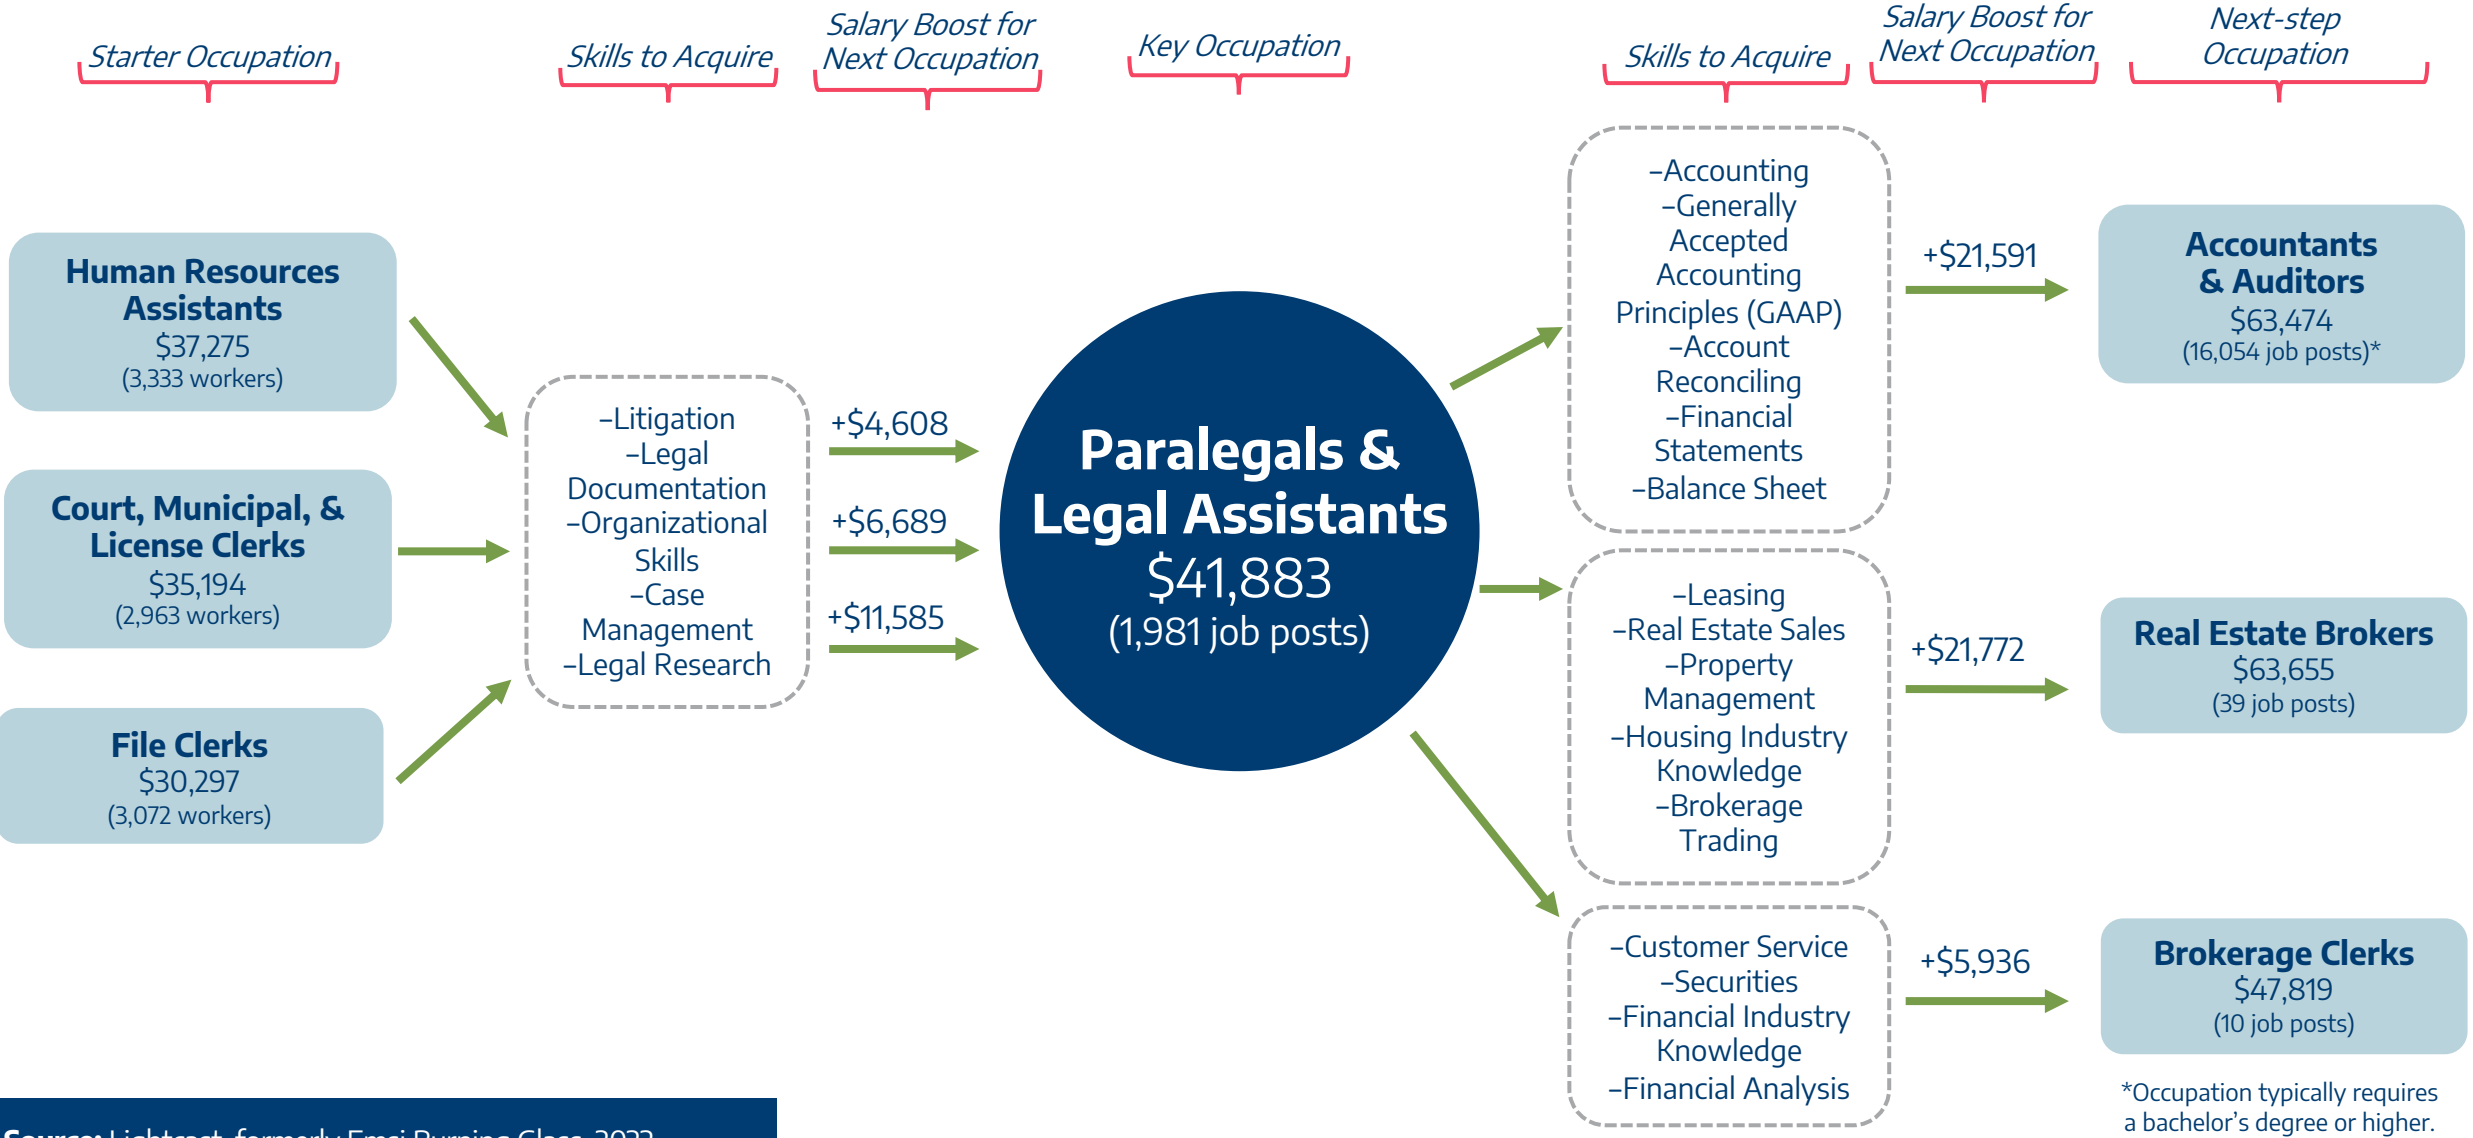 Starter Occupation
Skills to Acquire
Salary Boost for
Next Occupation
Key Occupation
Skills to Acquire
Salary Boost for
Next Occupation
Next-step
Occupation
Human Resources
Assistants
$37,275
(3,333 workers)
Court, Municipal, &
License Clerks
$35,194
(2,963 workers)
File Clerks
$30,297
(3,072 workers)
–Litigation
–Legal
Documentation
–Organizational
Skills
–Case
Management
–Legal Research
+$4,608
+$6,689
+$11,585
Paralegals &
Legal Assistants
$41,883
(1,981 job posts)
–Accounting
–Generally
Accepted
Accounting
Principles (GAAP)
–Account
Reconciling
–Financial
Statements
–Balance Sheet
+$21,591
Accountants
& Auditors
$63,474
(16,054 job posts)*
–Leasing
–Real Estate Sales
–Property
Management
–Housing Industry
Knowledge
–Brokerage
Trading
+$21,772
Real Estate Brokers
$63,655
(39 job posts)
–Customer Service
–Securities
–Financial Industry
Knowledge
–Financial Analysis
+$5,936
Brokerage Clerks
$47,819
(10 job posts)
*Occupation typically requires
a bachelor's degree or higher.
Source: Lightcast, formerly Emsi Burning Glass, 2022